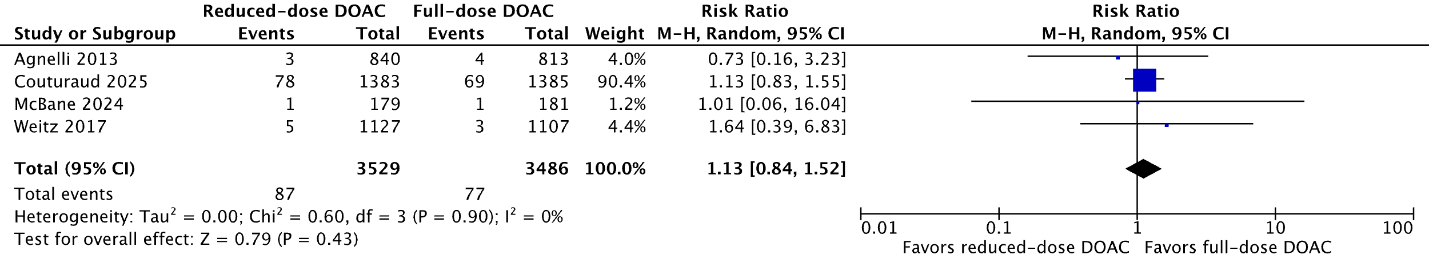 Reduced-dose DOAC Full-dose DOAC Risk Ratio Risk Ratio
Study or Subgroup Events Total Events Total Weight M-H, Random, 95% CI M-H, Random, 95% CI
Agnelli 2013 3 840 4 813 4.0% 0.73 [0.16, 3.23]
Couturaud 2025 78 1383 69 1385 90.4% 1.13 [0.83, 1.55]
McBane 2024 1 179 1 181 1.2% 1.01 [0.06, 16.04]
Weitz 2017 5 1127 3 1107 4.4% 1.64 [0.39, 6.83]
Total (95% CI) 3529 3486 100.0% 1.13 [0.84, 1.52]
Total events 87 77
Heterogeneity: Tau² = 0.00; Chi² = 0.60, df = 3 (P = 0.90); I² = 0%
Test for overall effect: Z = 0.79 (P = 0.43)
0.01 0.1 1 10 100
Favors reduced-dose DOAC Favors full-dose DOAC